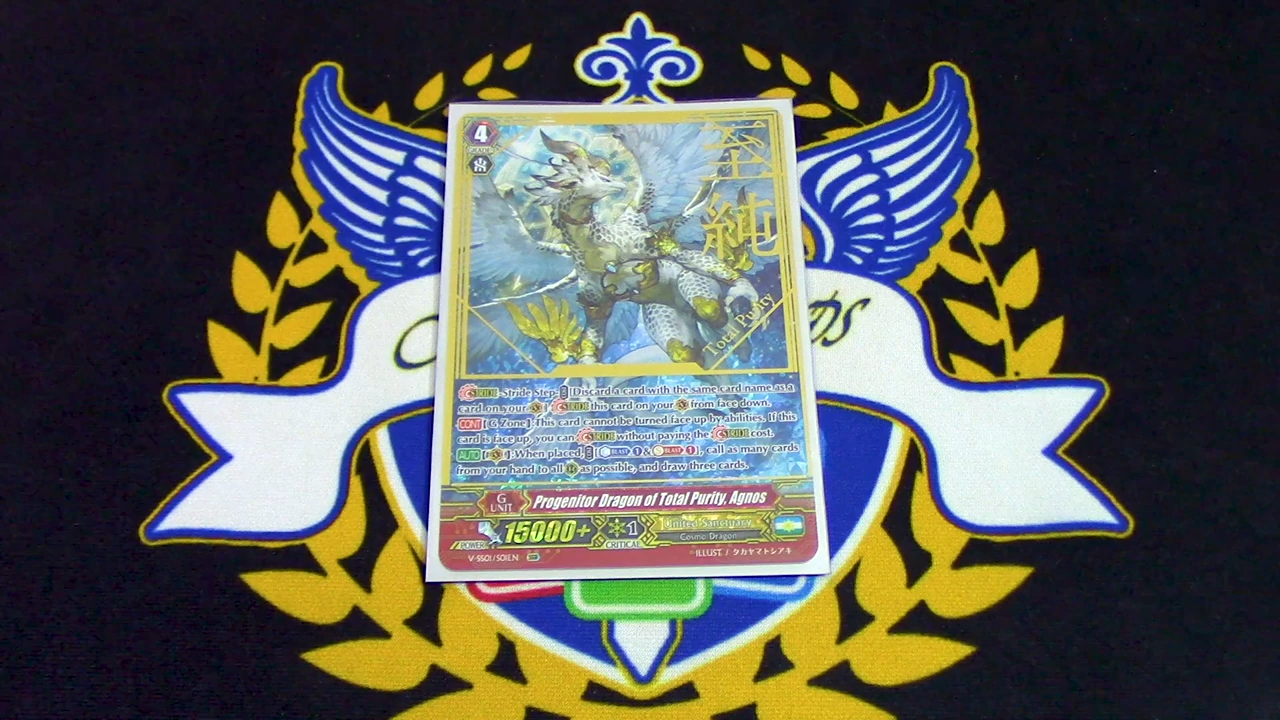 4
GRADE
至純
Total Purity
STRIDE -Stride Step- [Discard a card with the same card name as a
card on your ] STRIDE this card on your from face down.
CONT [G Zone]:This card cannot be turned face up by abilities. If this
card is face up, you can STRIDE without paying the STRIDE cost.
AUTO [ ]:When placed, [ BLAST 1 & BLAST 1 ], call as many cards
from your hand to all as possible, and draw three cards.
G
UNIT
Progenitor Dragon of Total Purity, Agnos
POWER 15000+
1
CRITICAL
United Sanctuary
Cosmo Dragon
V-SS01/S01EN
ILLUST. / タカヤマトシアキ